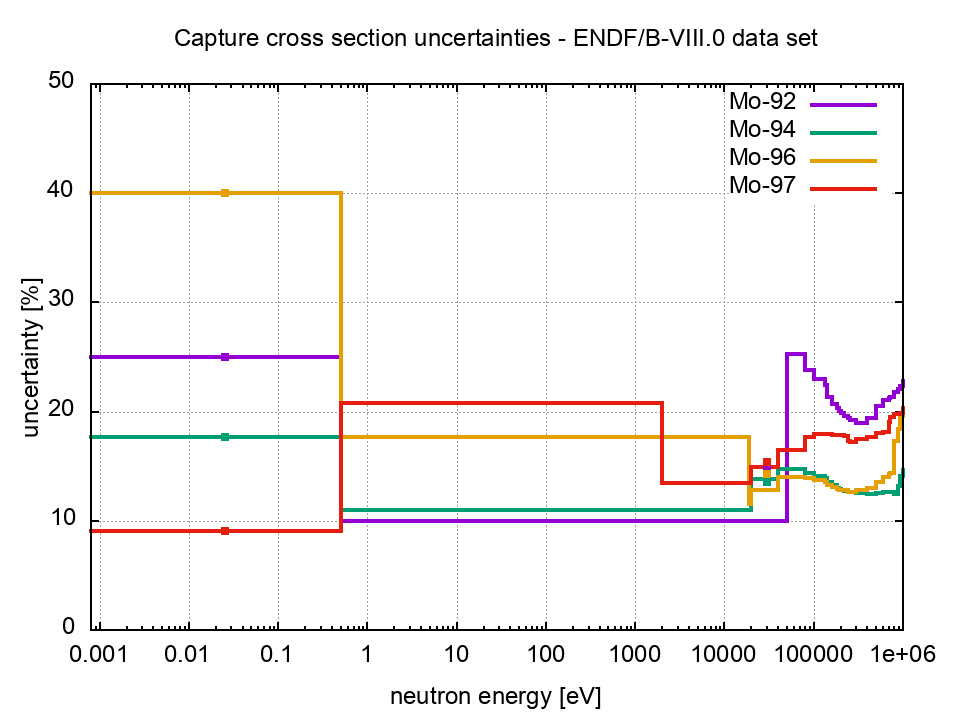 Capture cross section uncertainties - ENDF/B-VIII.0 data set
50
40
30
20
10
0
uncertainty [%]
Mo-92
Mo-94
Mo-96
Mo-97
0.001 0.01 0.1 1 10 100 1000 10000 100000 1e+06
neutron energy [eV]